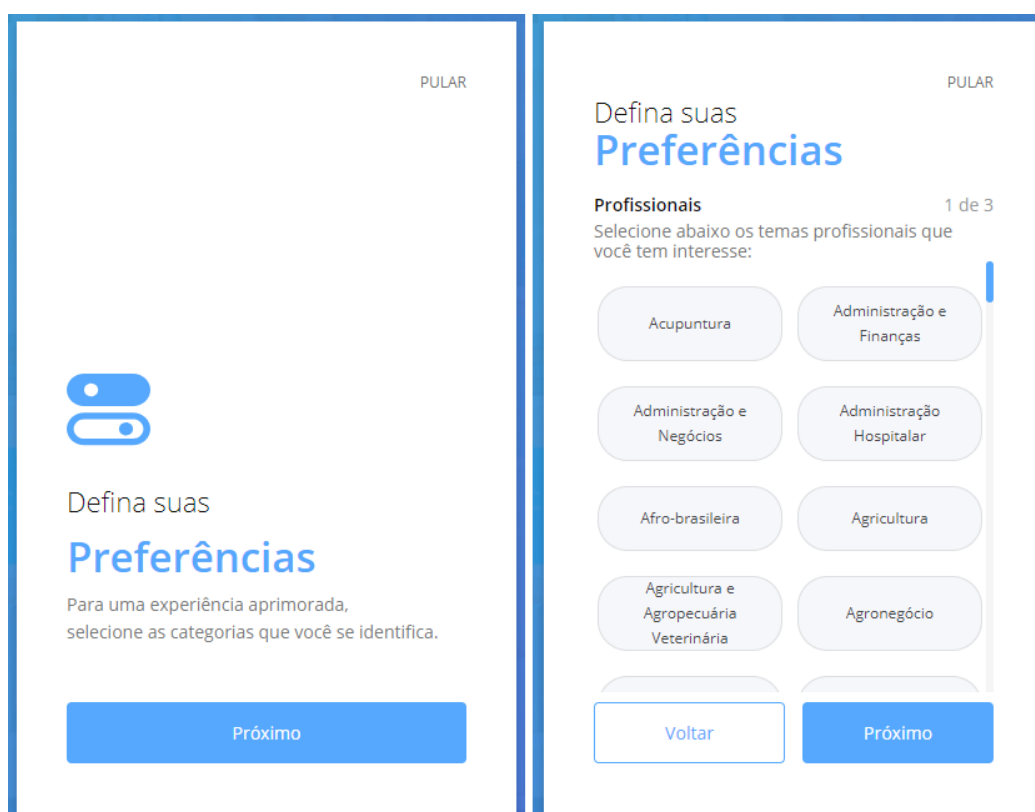 PULAR
Defina suas
Preferências
Para uma experiência aprimorada,
selecione as categorias que você se identifica.
Próximo
PULAR
Defina suas
Preferências
Profissionais
1 de 3
Selecione abaixo os temas profissionais que
você tem interesse:
Acupuntura
Administração e
Finanças
Administração e
Negócios
Administração
Hospitalar
Afro-brasileira
Agricultura
Agricultura e
Agropecuária
Veterinária
Agronegócio
Voltar
Próximo